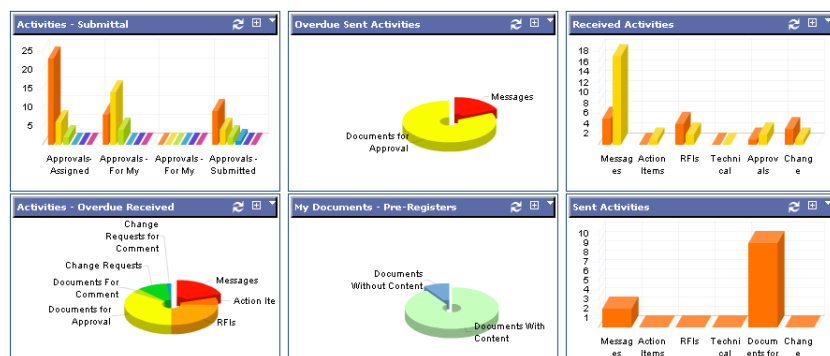 Activities - Submittal
25
20
15
10
5
Approvals-
Assigned
Approvals -
For My
Approvals -
For My
Approvals -
Submitted
Overdue Sent Activities
Messages
Documents for
Approval
Received Activities
18
16
14
12
10
8
6
4
2
Messag
es
Action
Items
RFIs
Techni
cal
Approv
als
Chang
e
Activities - Overdue Received
Change
Requests for
Comment
Change Requests
Documents For
Comment
Documents for
Approval
Messages
Action Ite
RFIs
My Documents - Pre-Registers
Documents
Without Content
Documents With
Content
Sent Activities
10
9
8
7
6
5
4
3
2
1
Messag
es
Action
Items
RFIs
Techni
cal
Docum
ents for
Chang
e